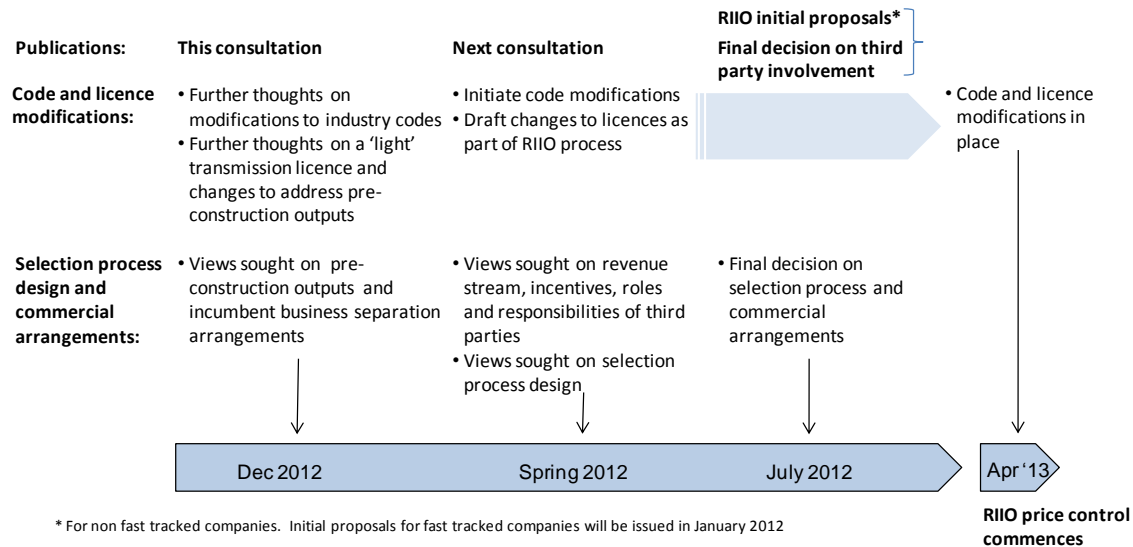 RIIO initial proposals*
Publications:
This consultation
Next consultation
Final decision on third
party involvement
Code and licence
modifications:
• Further thoughts on
modifications to industry codes
• Further thoughts on a ‘light’
transmission licence and
changes to address pre-
construction outputs
• Initiate code modifications
• Draft changes to licences as
part of RIIO process
• Code and licence
modifications in
place
Selection process
design and
commercial
arrangements:
• Views sought on pre-
construction outputs and
incumbent business separation
arrangements
• Views sought on revenue
stream, incentives, roles
and responsibilities of third
parties
• Views sought on selection
process design
• Final decision on
selection process and
commercial
arrangements
Dec 2012
Spring 2012
July 2012
Apr ‘13
* For non fast tracked companies. Initial proposals for fast tracked companies will be issued in January 2012
RIIO price control
commences